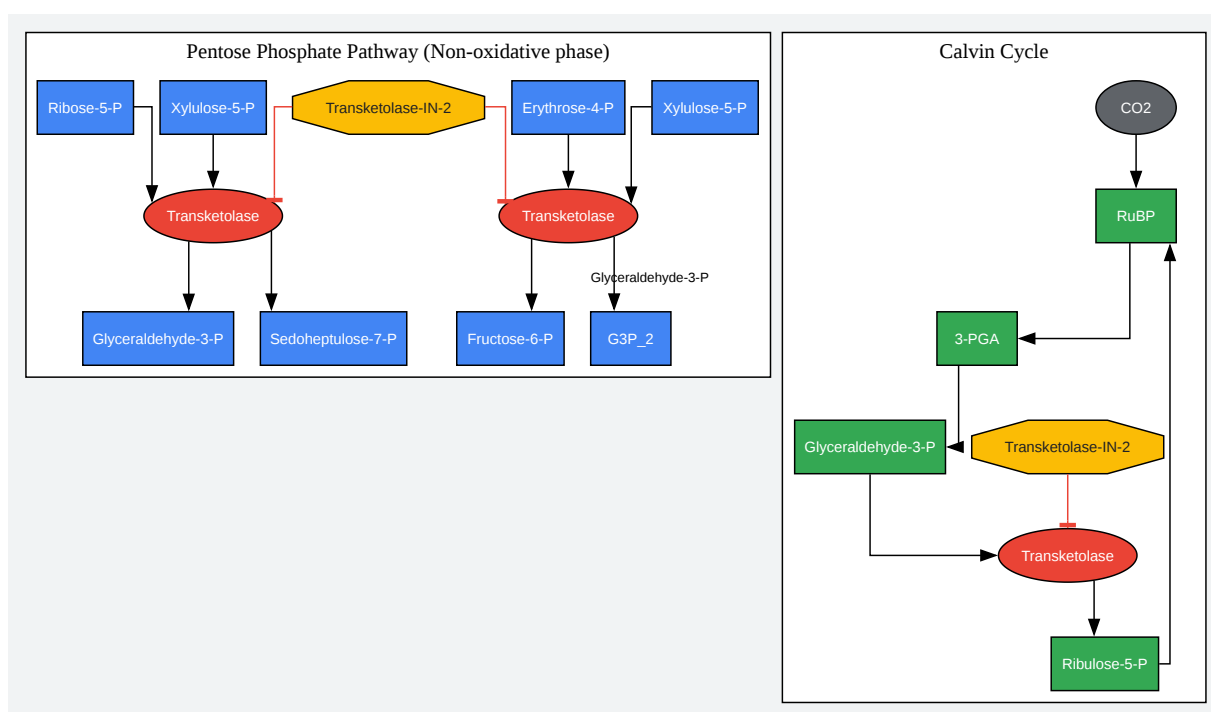 Pentose Phosphate Pathway (Non-oxidative phase)
Ribose-5-P
Xylulose-5-P
Transketolase-IN-2
Erythrose-4-P
Xylulose-5-P
Transketolase
Transketolase
Glyceraldehyde-3-P
Glyceraldehyde-3-P
Sedoheptulose-7-P
Fructose-6-P
G3P_2
Calvin Cycle
CO2
RuBP
3-PGA
Glyceraldehyde-3-P
Transketolase-IN-2
Transketolase
Ribulose-5-P